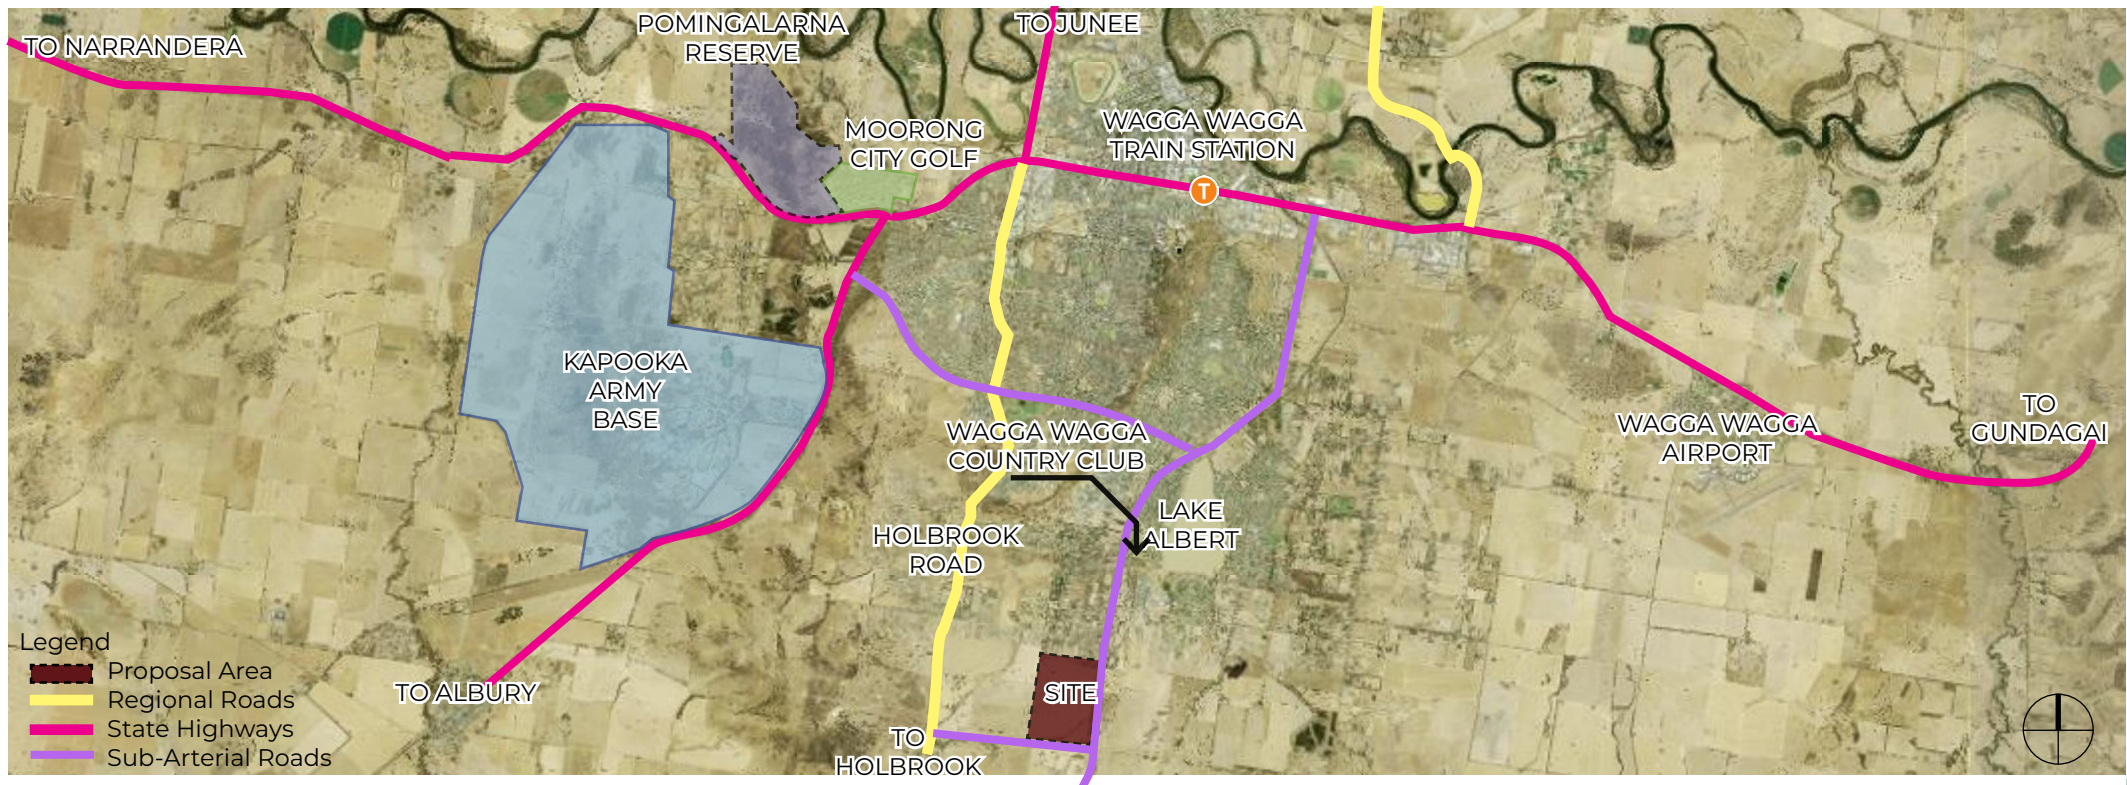 TO NARRANDERA
POMINGALARNA
RESERVE
TO JUNEE
MOORONG
CITY GOLF
WAGGA WAGGA
TRAIN STATION
T
KAPOOKA
ARMY
BASE
WAGGA WAGGA
COUNTRY CLUB
WAGGA WAGGA
AIRPORT
TO
GUNDAGAI
HOLBROOK
ROAD
LAKE
ALBERT
TO ALBURY
SITE
TO
HOLBROOK
Legend
Proposal Area
Regional Roads
State Highways
Sub-Arterial Roads